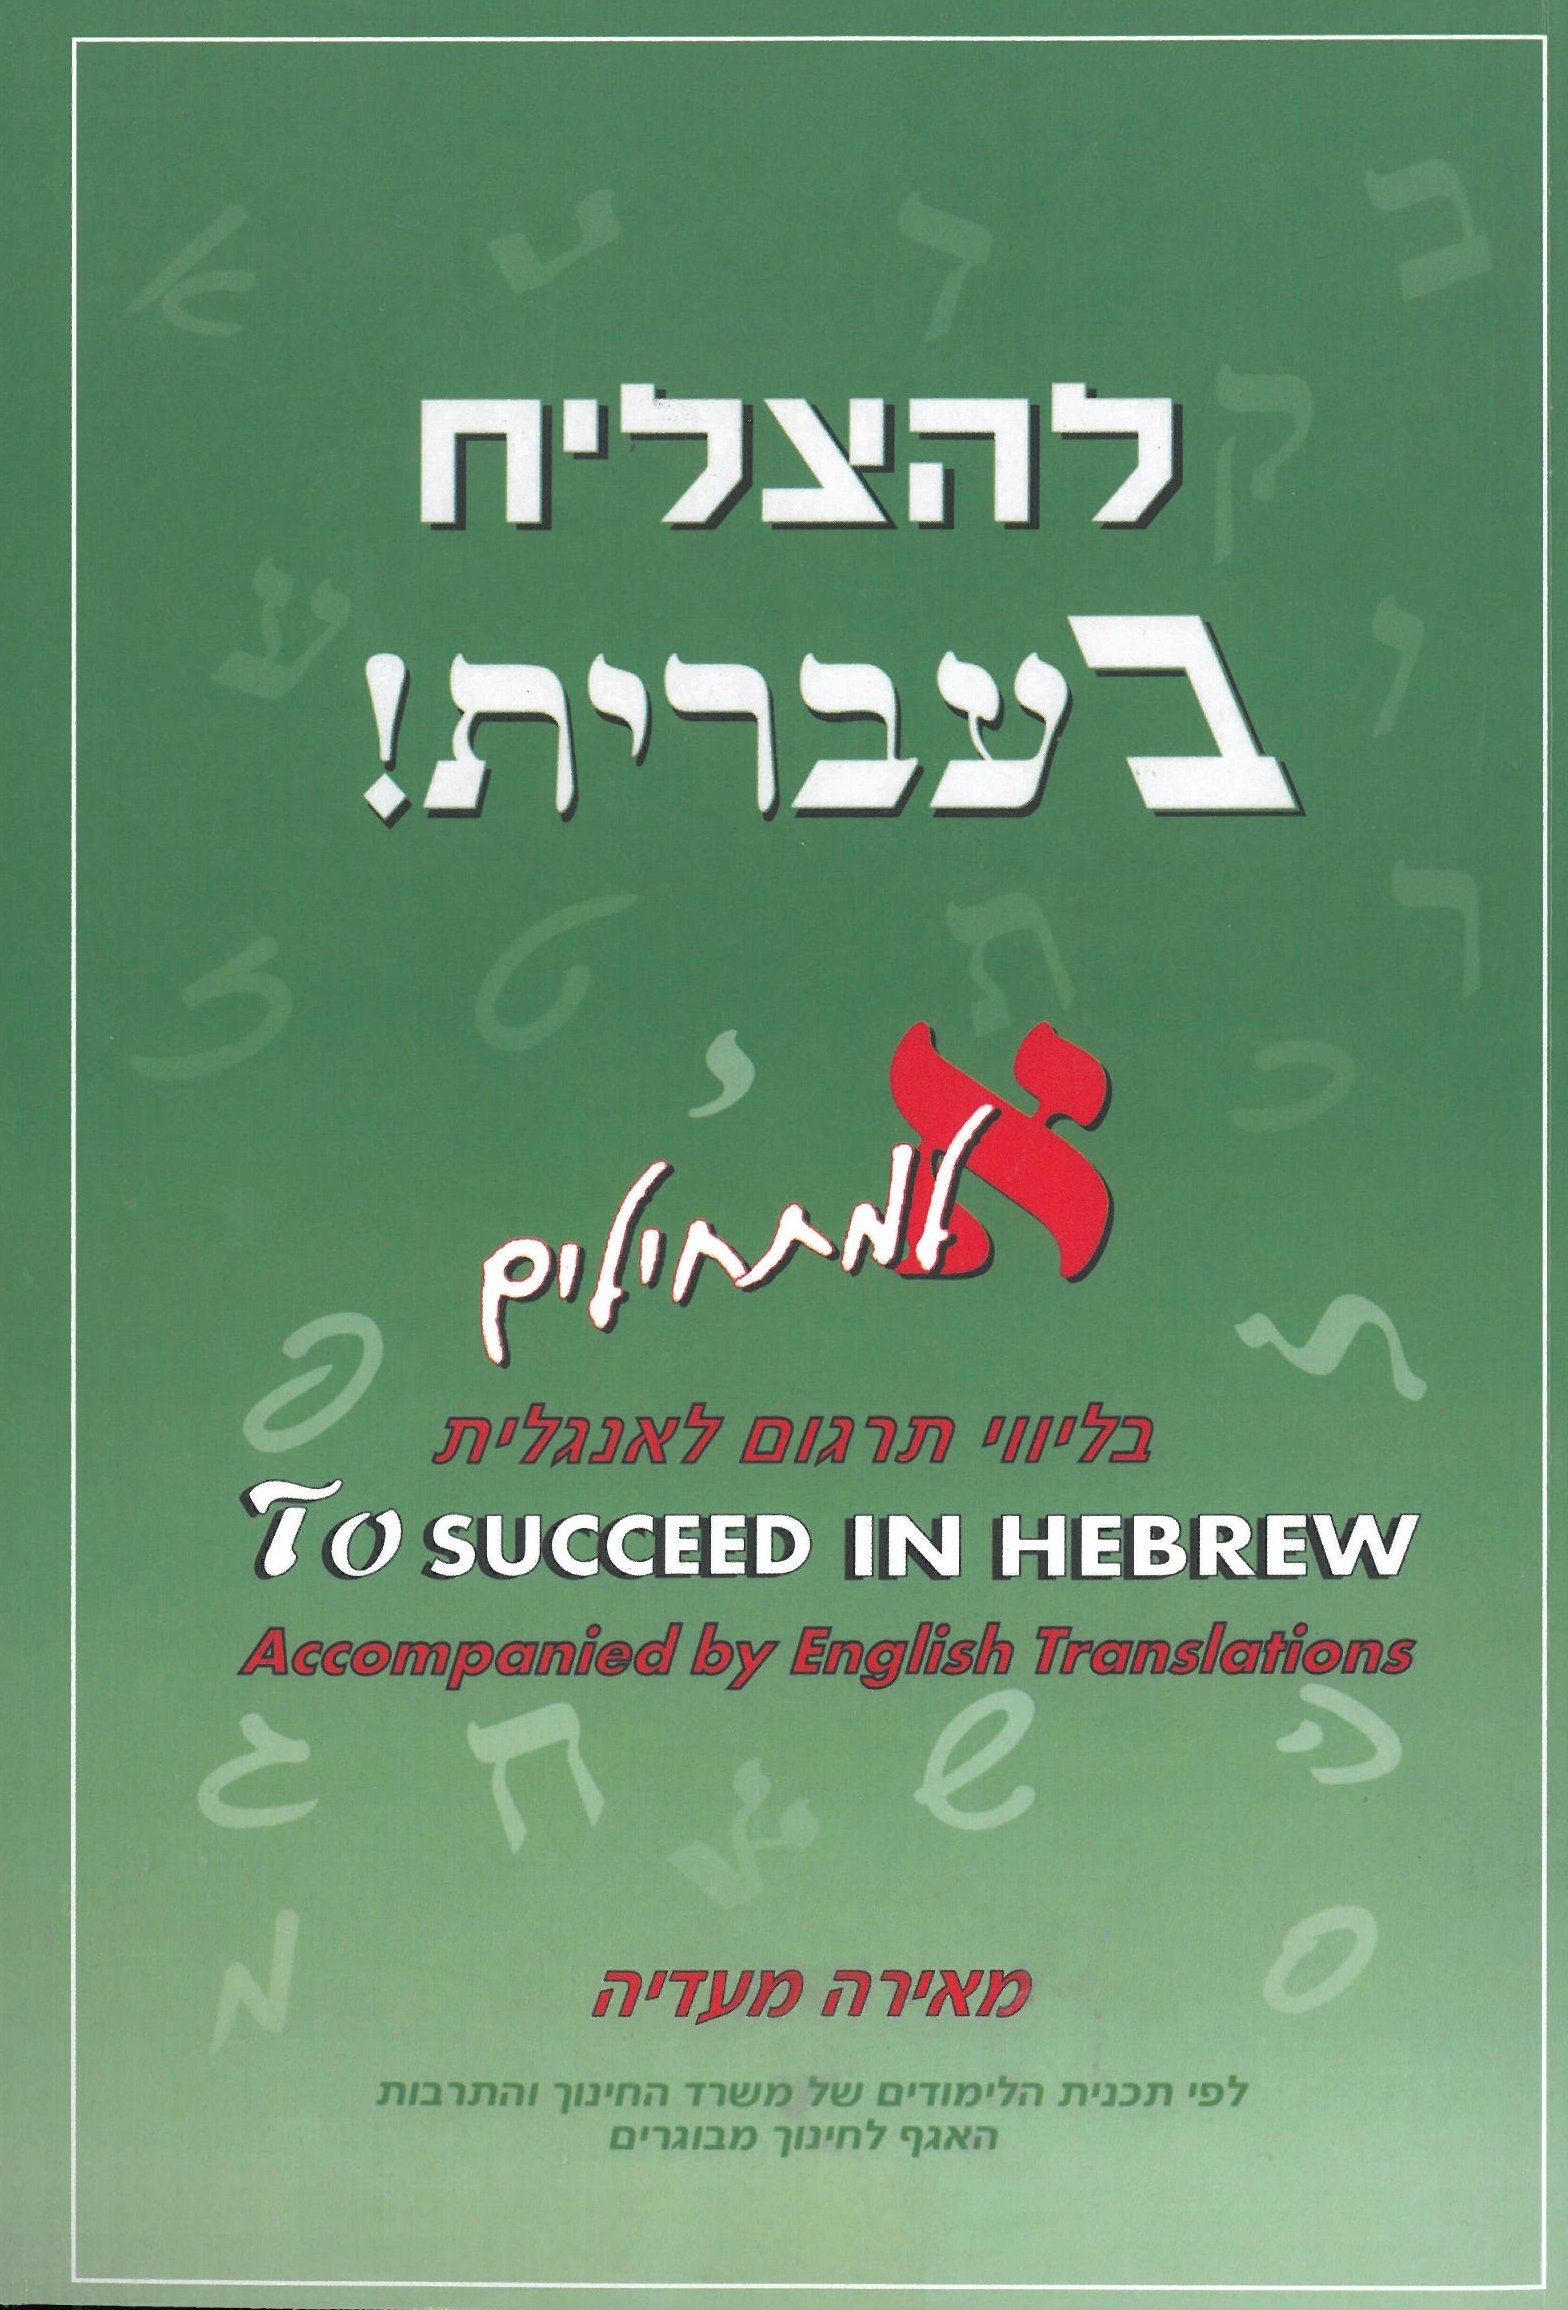 להצליח
בעברית!
א
למתחילים
בליווי תרגום לאנגלית
To SUCCEED IN HEBREW
Accompanied by English Translations
מאירה מעדיה
לפי תכנית הלימודים של משרד החינוך והתרבות
האגף לחינוך מבוגרים